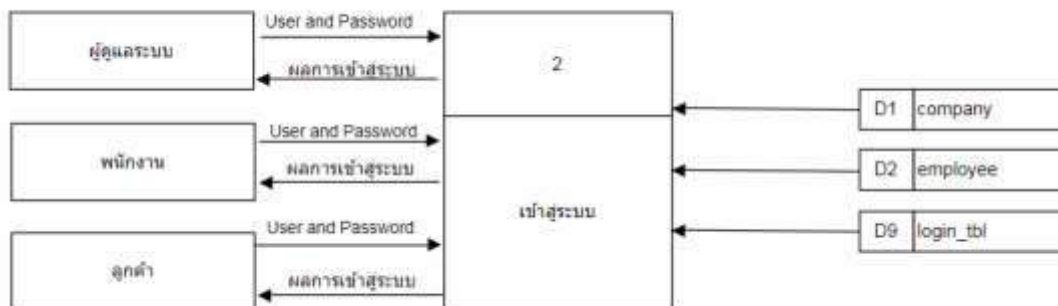 User and Password
ผู้ดูแลระบบ
ผลการเข้าสู่ระบบ
2
D1 company
User and Password
พนักงาน
ผลการเข้าสู่ระบบ
D2 employee
เข้าสู่ระบบ
User and Password
D9 login_tbl
ลูกค้า
ผลการเข้าสู่ระบบ